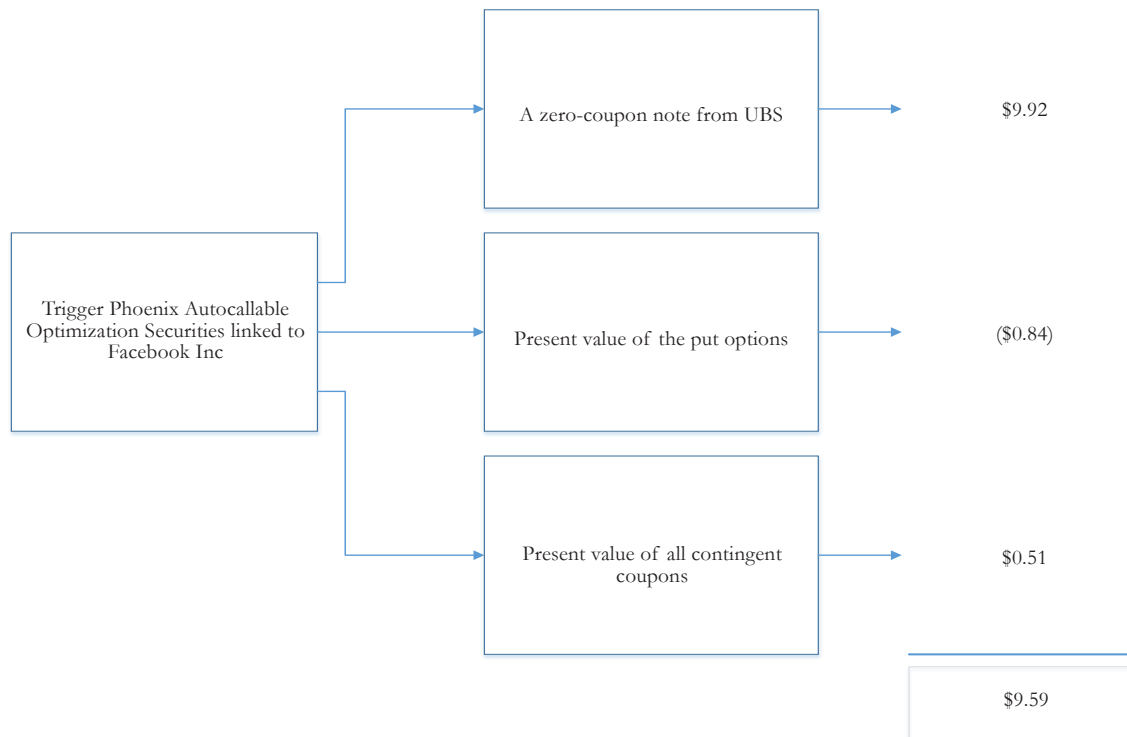 A zero-coupon note from UBS
$9.92
Trigger Phoenix Autocallable
Optimization Securities linked to
Facebook Inc
Present value of the put options
($0.84)
Present value of all contingent
coupons
$0.51
$9.59